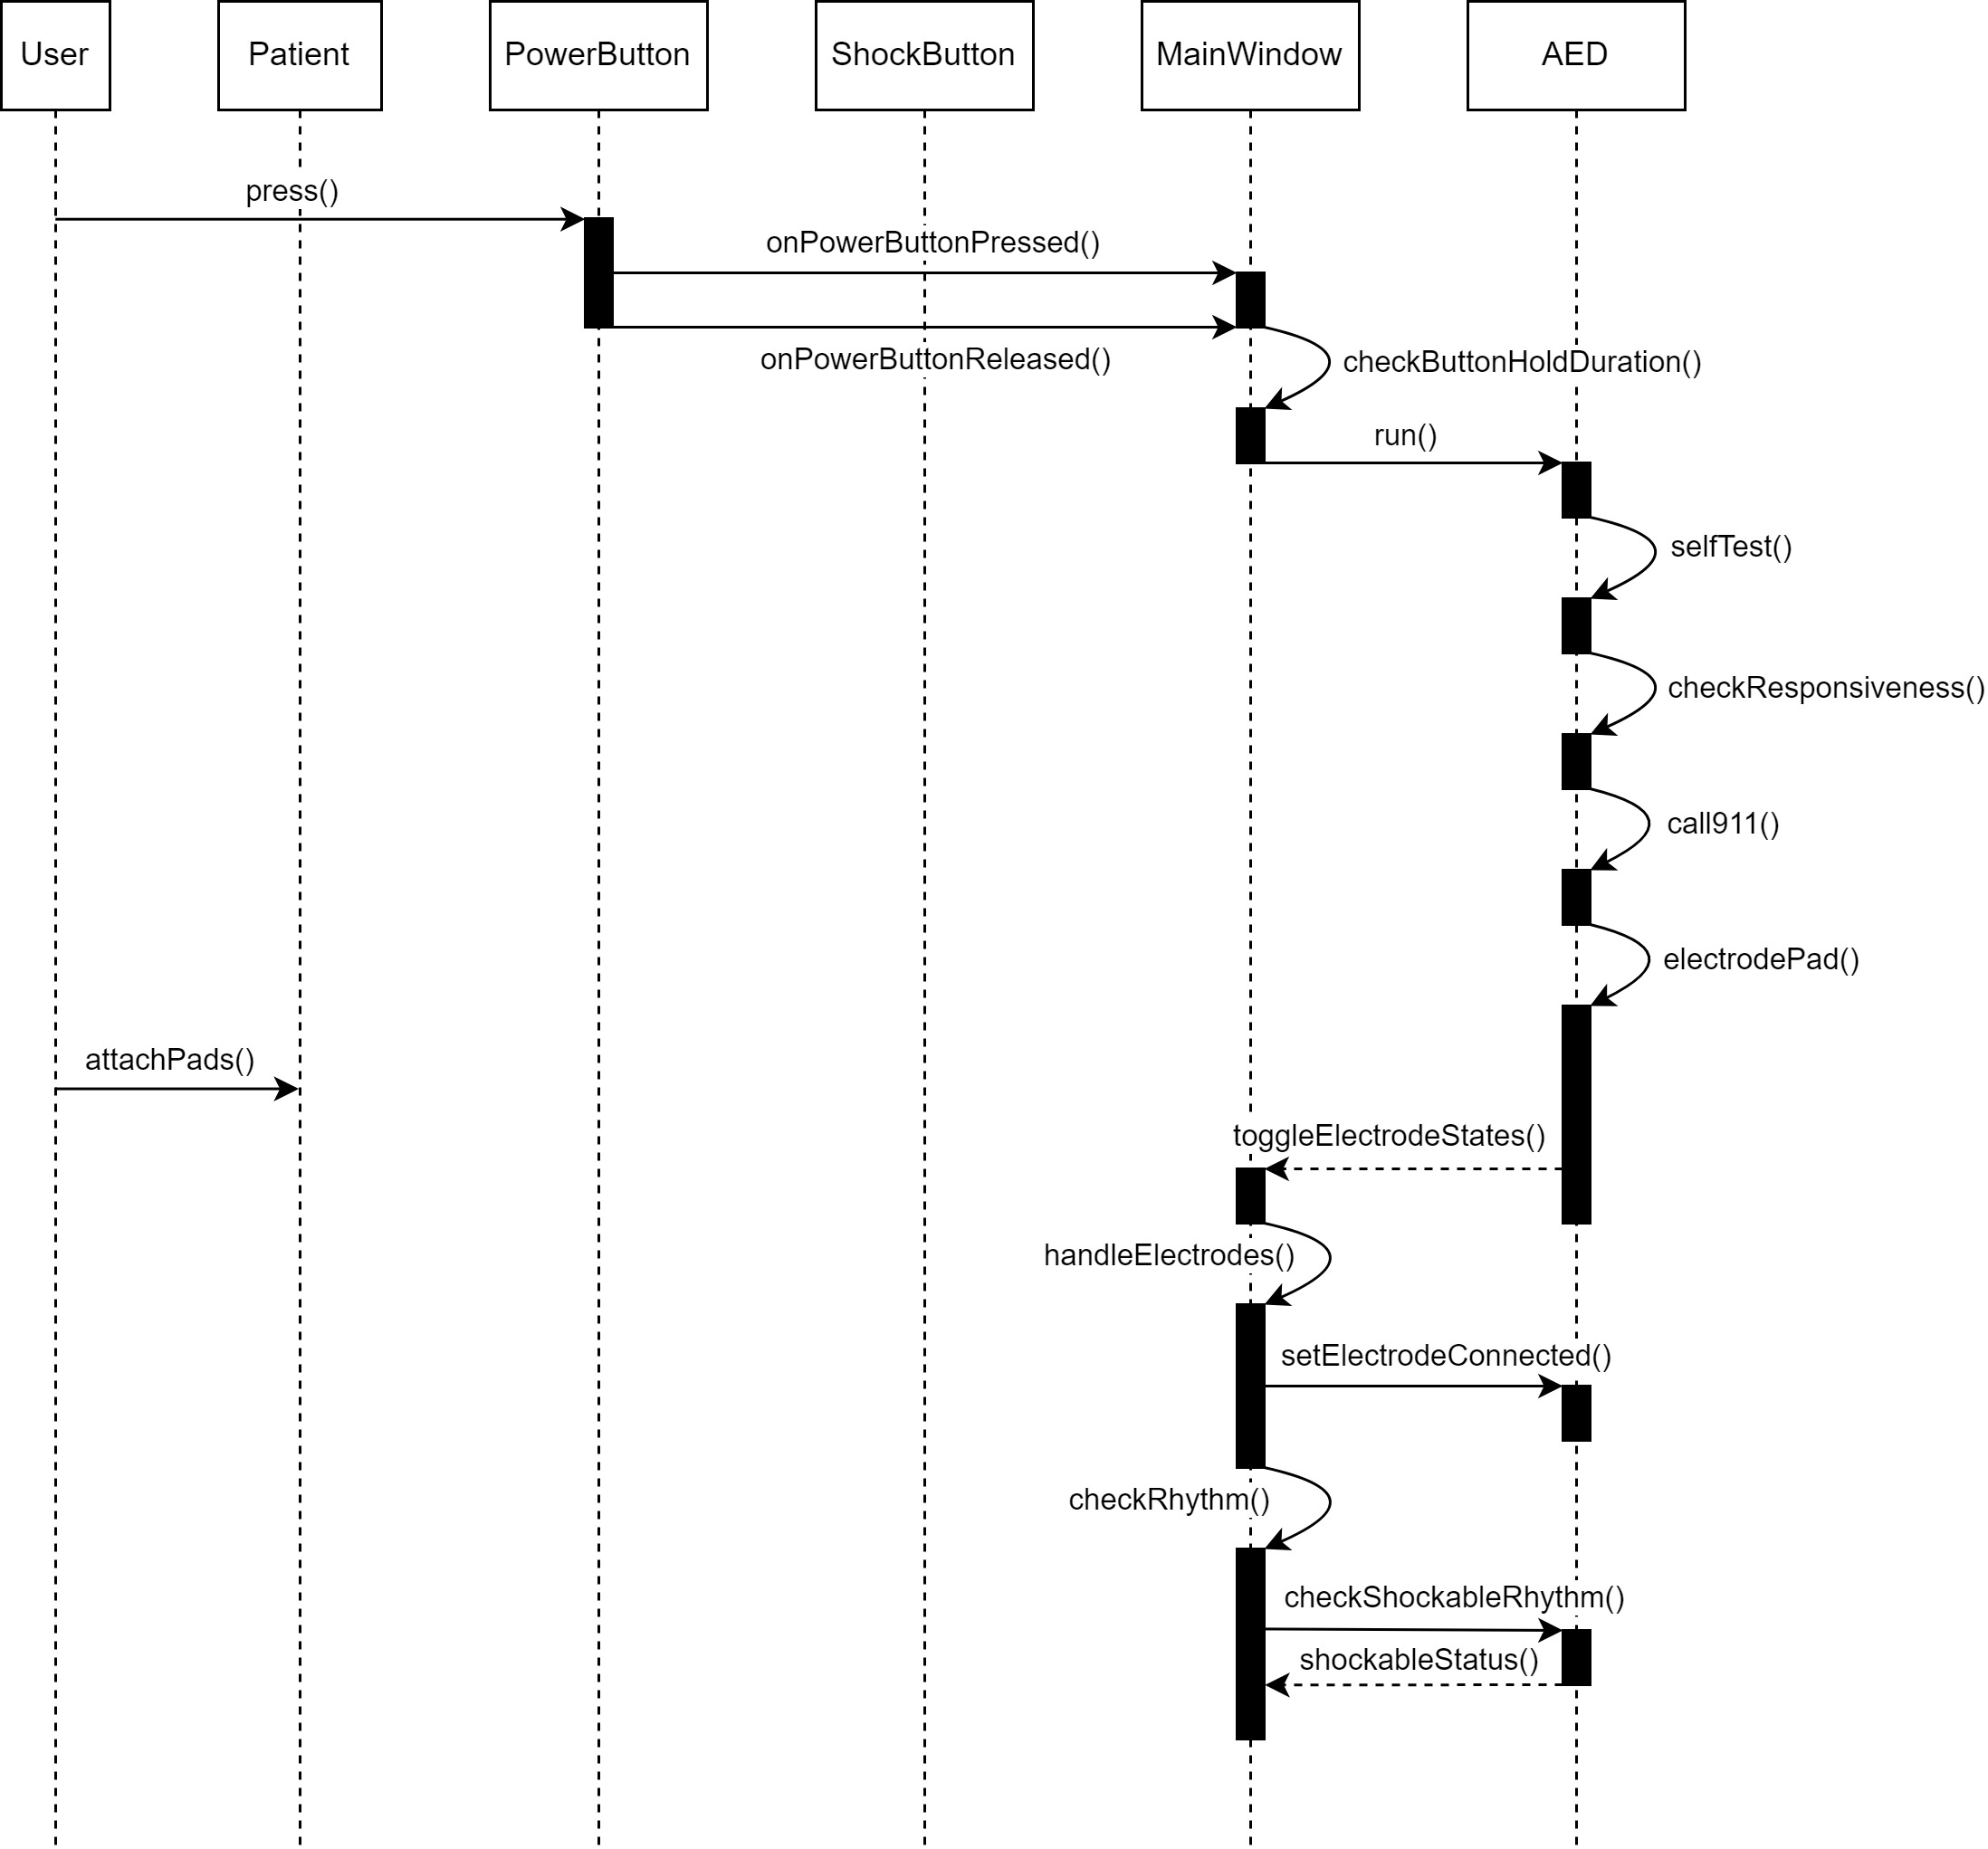 User
Patient
PowerButton
ShockButton
MainWindow
AED
press()
onPowerButtonPressed()
onPowerButtonReleased()
checkButtonHoldDuration()
run()
selfTest()
checkResponsiveness()
call911()
electrodePad()
attachPads()
toggleElectrodeStates()
handleElectrodes()
setElectrodeConnected()
checkRhythm()
checkShockableRhythm()
shockableStatus()